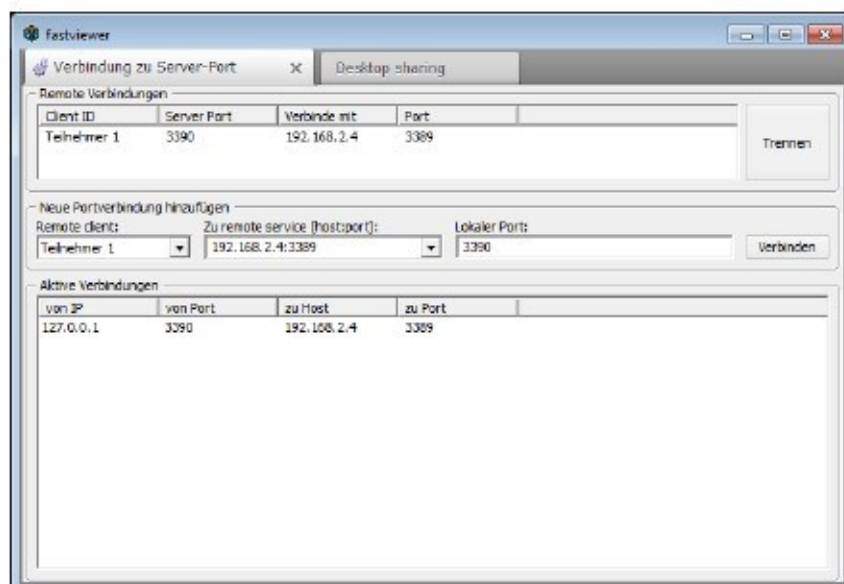 fastviewer
Verbindung zu Server-Port Desktop sharing
Remote Verbindungen
Client ID Server Port Verbinde mit Port
Teilnehmer 1 3390 192.168.2.4 3389
Trennen
Neue Portverbindung hinzufügen
Remote client: Zu remote service [host:port]: Lokaler Port:
Teilnehmer 1 192.168.2.4:3389 3390 Verbinden
Aktive Verbindungen
von IP von Port zu Host zu Port
127.0.0.1 3390 192.168.2.4 3389